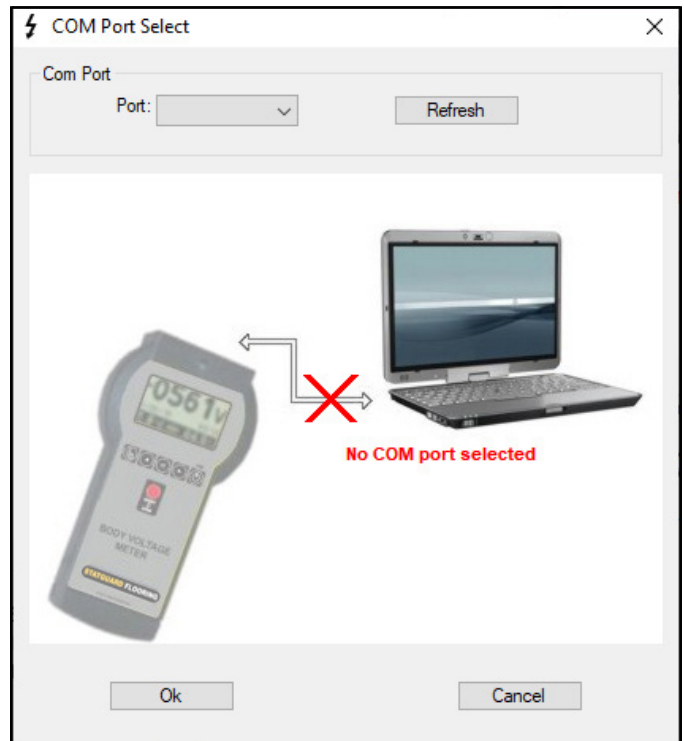 COM Port Select
Com Port
Port:
Refresh
0561v
BODY VOLTAGE
METER
STATGUARD FLOORING
No COM port selected
Ok
Cancel